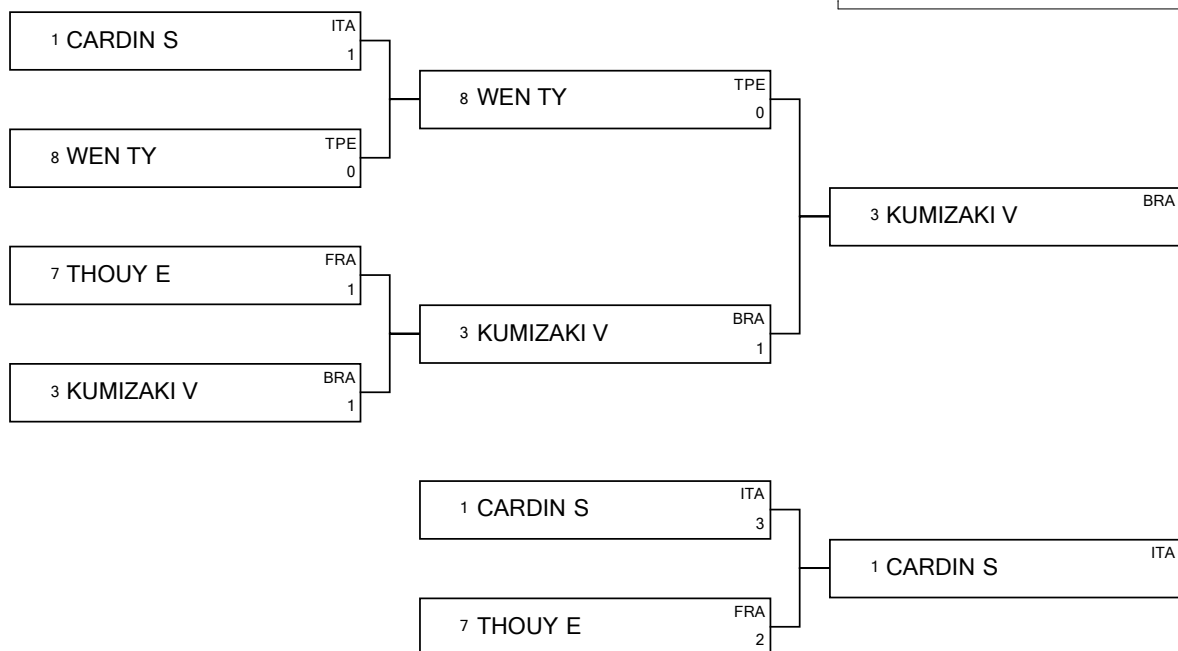 1 CARDIN S ITA
1
8 WEN TY TPE
0
8 WEN TY TPE
0
3 KUMIZAKI V BRA
7 THOUY E FRA
1
3 KUMIZAKI V BRA
1
3 KUMIZAKI V BRA
1
1 CARDIN S ITA
3
1 CARDIN S ITA
7 THOUY E FRA
2